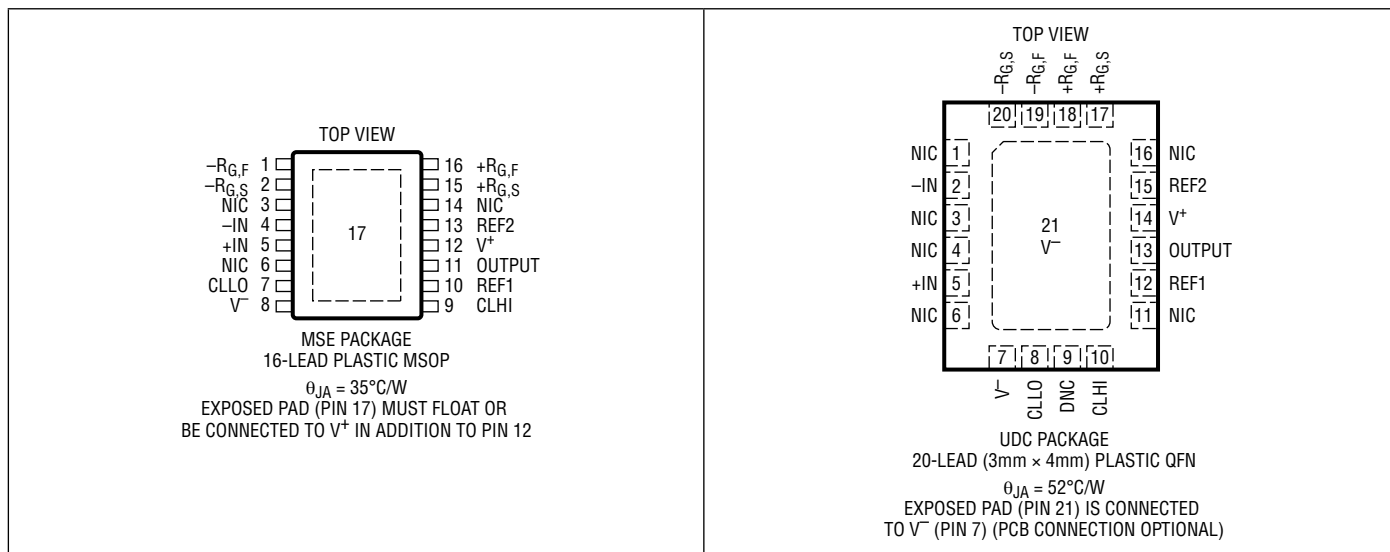 TOP VIEW
–RG,F 1
–RG,S 2
NIC 3
–IN 4
+IN 5
NIC 6
CLLO 7
V– 8
17
16 +RG,F
15 +RG,S
14 NIC
13 REF2
12 V+
11 OUTPUT
10 REF1
9 CLHI
MSE PACKAGE
16-LEAD PLASTIC MSOP
θJA = 35°C/W
EXPOSED PAD (PIN 17) MUST FLOAT OR
BE CONNECTED TO V+ IN ADDITION TO PIN 12
TOP VIEW
–RG,S
–RG,F
+RG,F
+RG,S
20 19 18 17
NIC 1
–IN 2
NIC 3
NIC 4
+IN 5
NIC 6
21
V–
16 NIC
15 REF2
14 V+
13 OUTPUT
12 REF1
11 NIC
7 8 9 10
V–
CLLO
DNC
CLHI
UDC PACKAGE
20-LEAD (3mm × 4mm) PLASTIC QFN
θJA = 52°C/W
EXPOSED PAD (PIN 21) IS CONNECTED
TO V– (PIN 7) (PCB CONNECTION OPTIONAL)